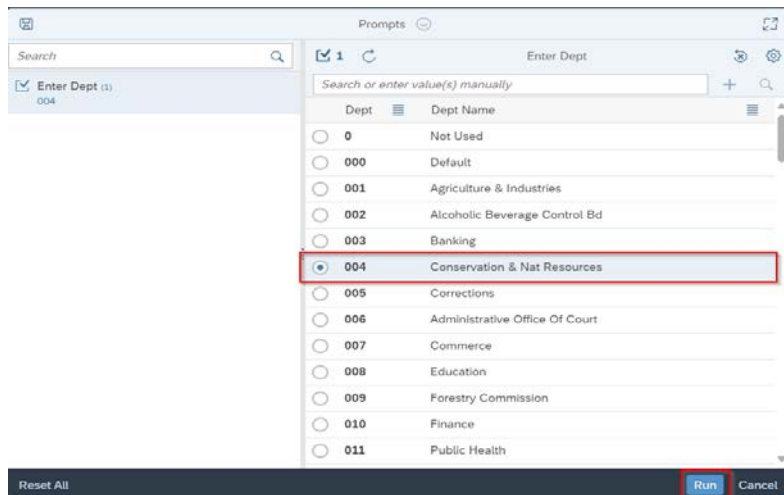 Prompts
Search
Enter Dept (1)
004
1
Enter Dept
Search or enter value(s) manually
Dept Dept Name
0 Not Used
000 Default
001 Agriculture & Industries
002 Alcoholic Beverage Control Bd
003 Banking
004 Conservation & Nat Resources
005 Corrections
006 Administrative Office Of Court
007 Commerce
008 Education
009 Forestry Commission
010 Finance
011 Public Health
Reset All Run Cancel